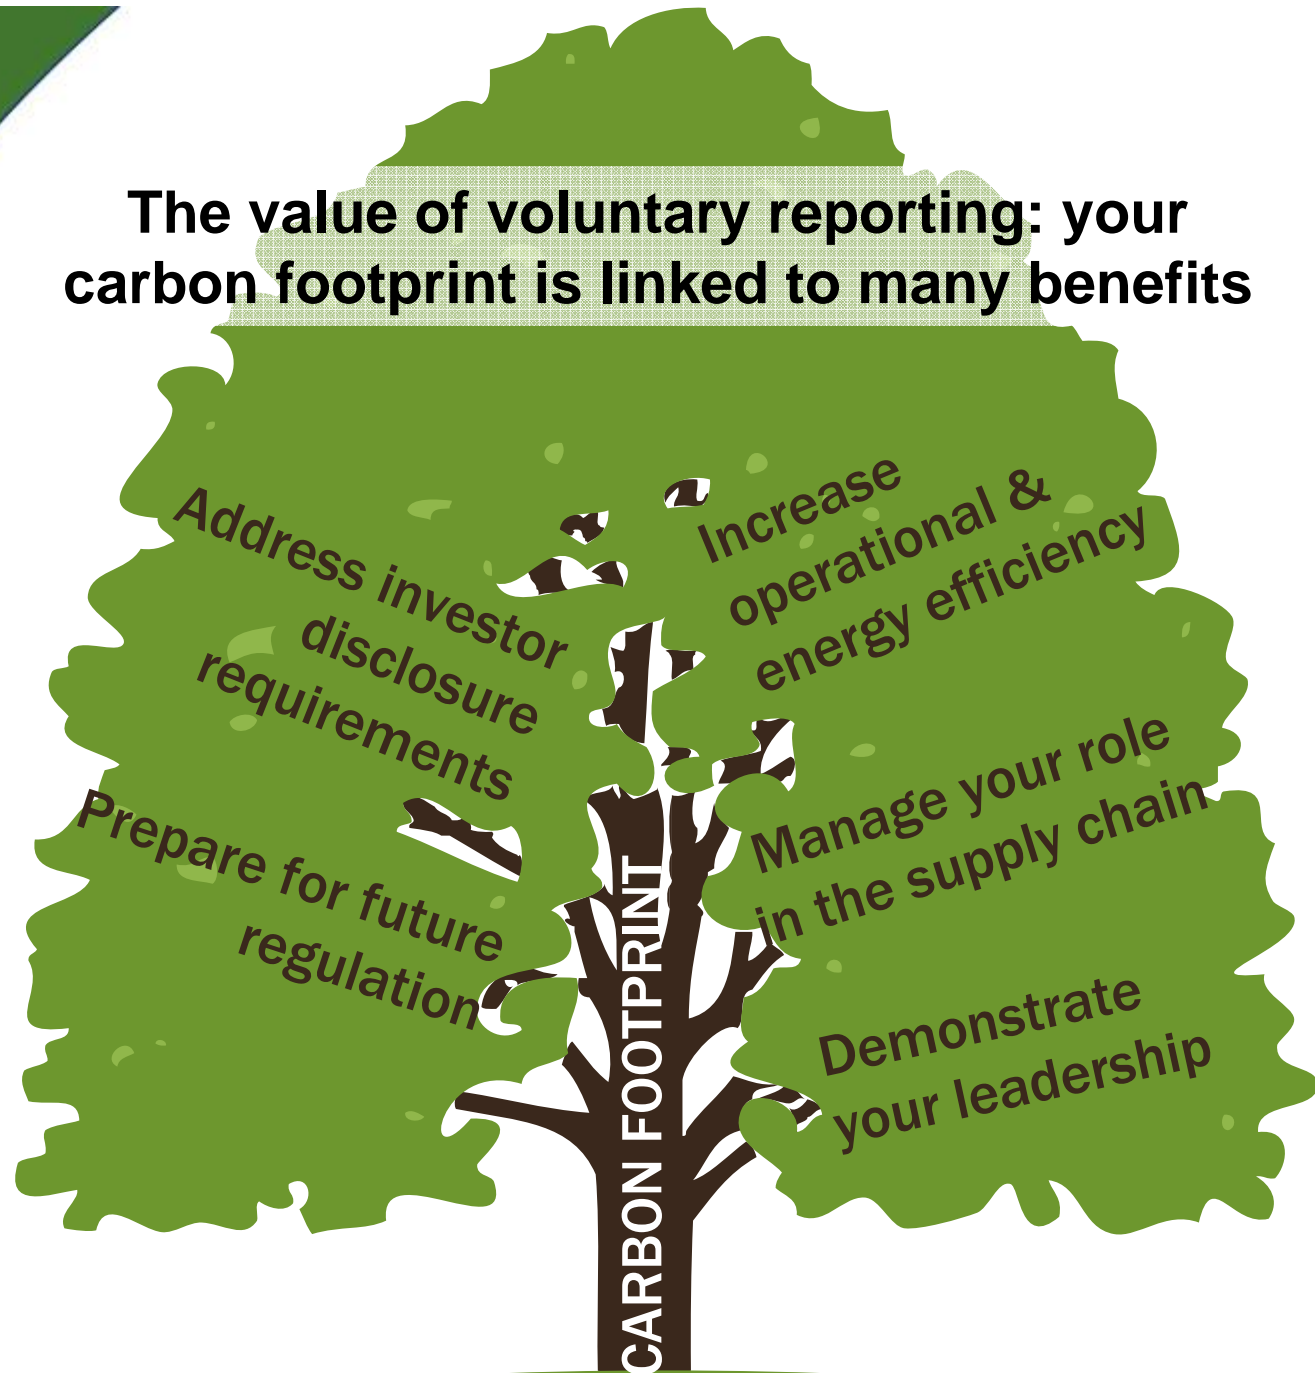 The value of voluntary reporting: your
carbon footprint is linked to many benefits
Address investor
disclosure
requirements
Prepare for future
regulation
Increase
operational &
energy efficiency
Manage your role
in the supply chain
Demonstrate
your leadership
CARBON FOOTPRINT